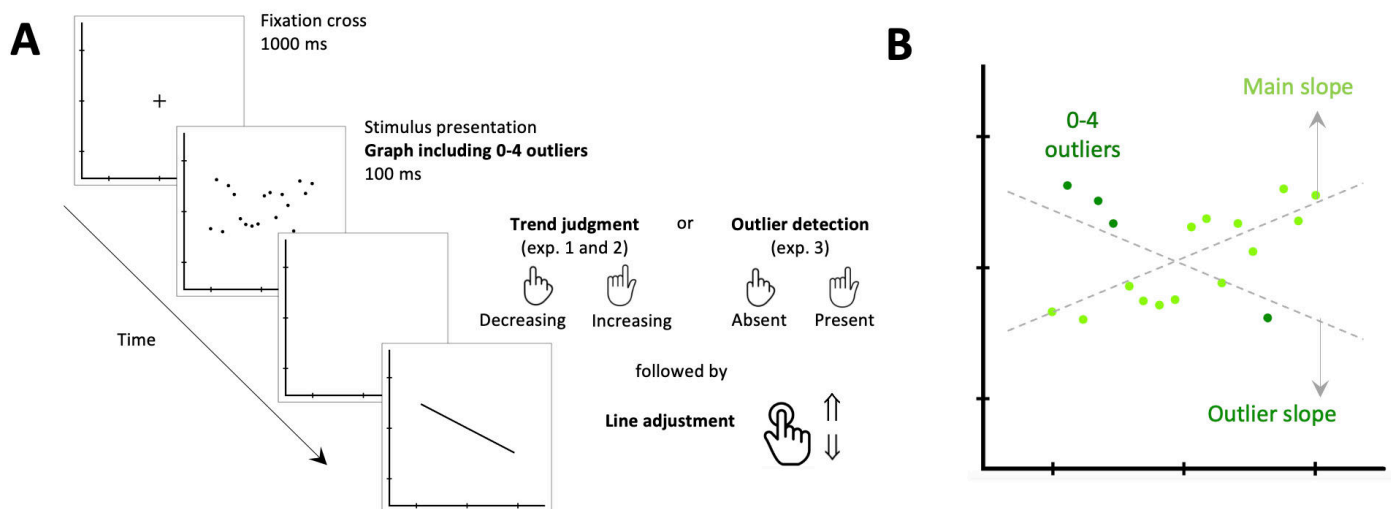 A
Fixation cross
1000 ms
Stimulus presentation
Graph including 0-4 outliers
100 ms
Trend judgment or Outlier detection
(exp. 1 and 2) (exp. 3)
Decreasing Increasing Absent Present
Time
followed by
Line adjustment
B
Main slope
0-4
outliers
Outlier slope